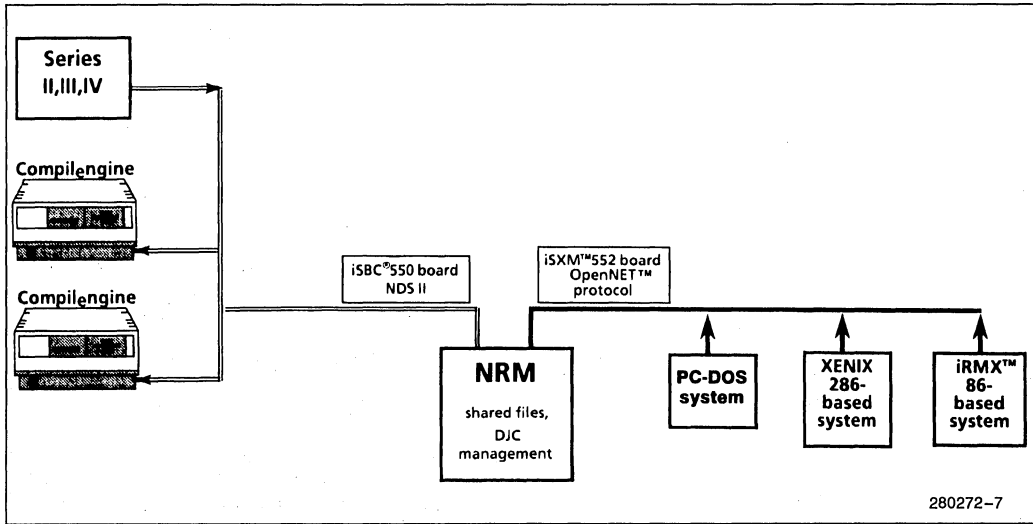 Series
II,III,IV
Compilengine
Compilengine
iSBC®550 board
NDS II
iSXM™552 board
OpenNET™
protocol
NRM
shared files,
DJC
management
PC-DOS
system
XENIX
286-
based
system
iRMX™
86-
based
system
280272-7